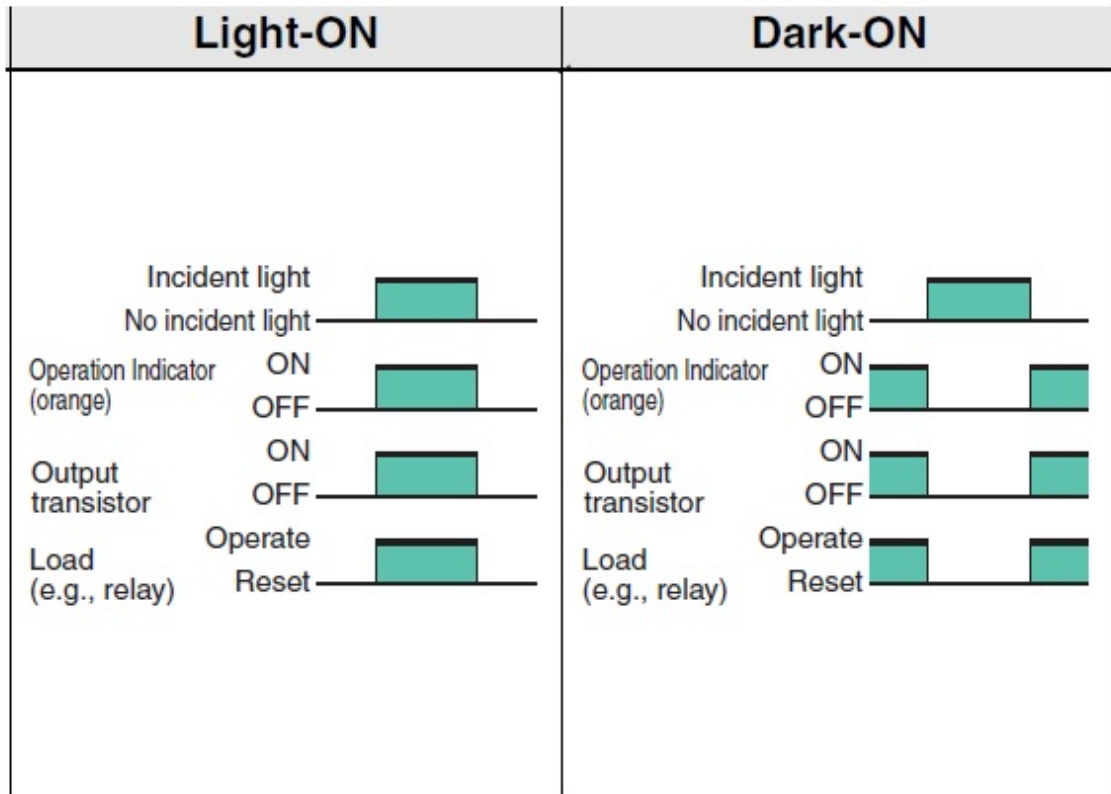 Light-ON
Incident light
No incident light
Operation Indicator
(orange)
ON
OFF
Output
transistor
ON
OFF
Load
(e.g., relay)
Operate
Reset
Dark-ON
Incident light
No incident light
Operation Indicator
(orange)
ON
OFF
Output
transistor
ON
OFF
Load
(e.g., relay)
Operate
Reset